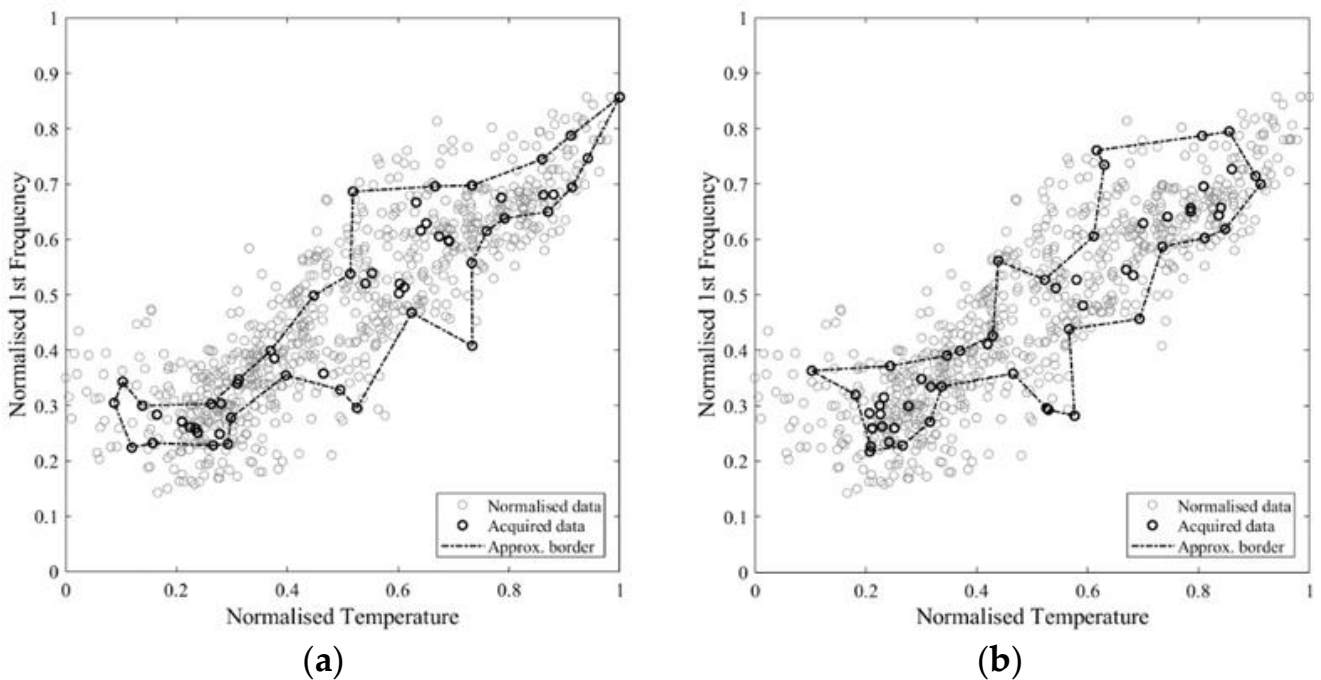 1
0.9
0.8
0.7
0.6
0.5
0.4
0.3
0.2
0.1
0
Normalised 1st Frequency
0 0.2 0.4 0.6 0.8 1
Normalised Temperature
Normalised data
Acquired data
Approx. border
(a)
1
0.9
0.8
0.7
0.6
0.5
0.4
0.3
0.2
0.1
0
Normalised 1st Frequency
0 0.2 0.4 0.6 0.8 1
Normalised Temperature
Normalised data
Acquired data
Approx. border
(b)